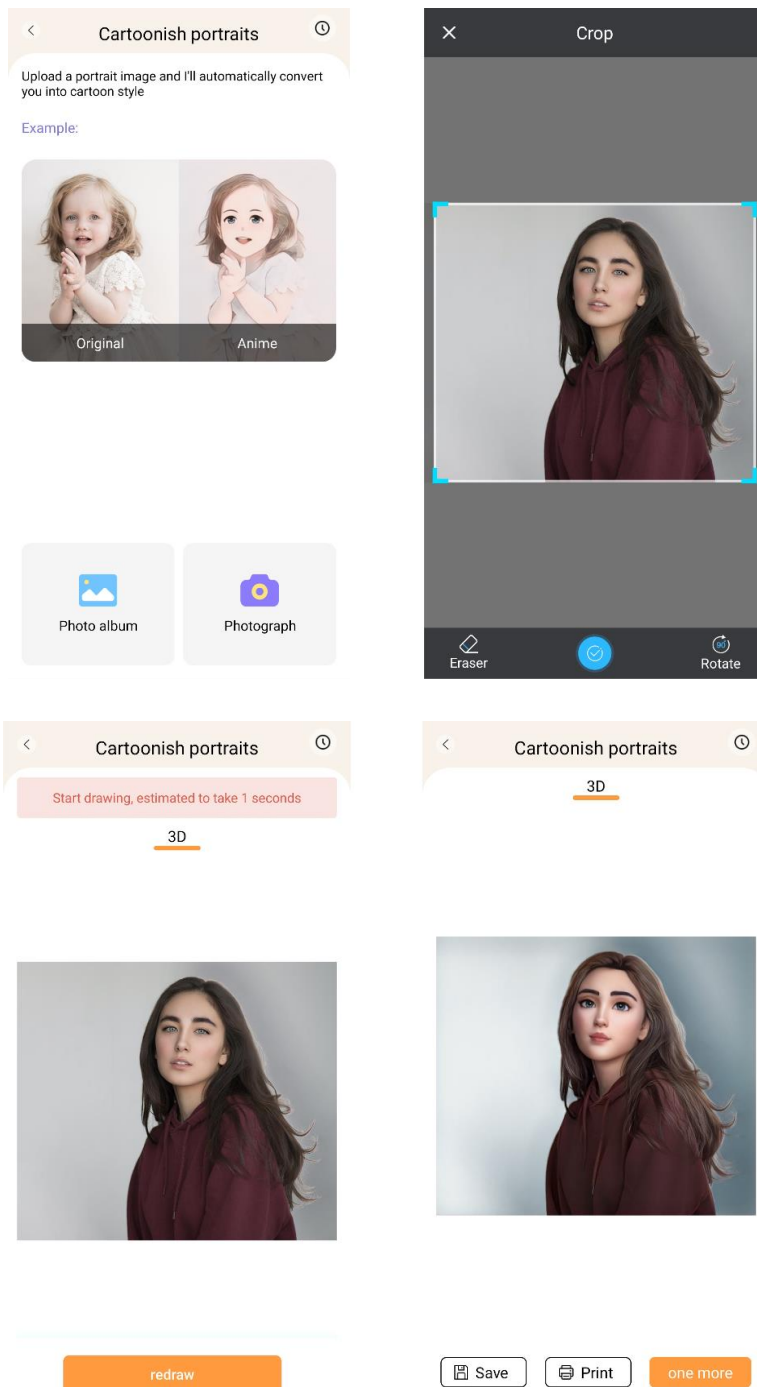 Cartoonish portraits
Upload a portrait image and I'll automatically convert
you into cartoon style
Example:
Original
Anime
Photo album
Photograph
Crop
Eraser
90°
Rotate
Cartoonish portraits
Start drawing, estimated to take 1 seconds
3D
redraw
Cartoonish portraits
3D
Save
Print
one more